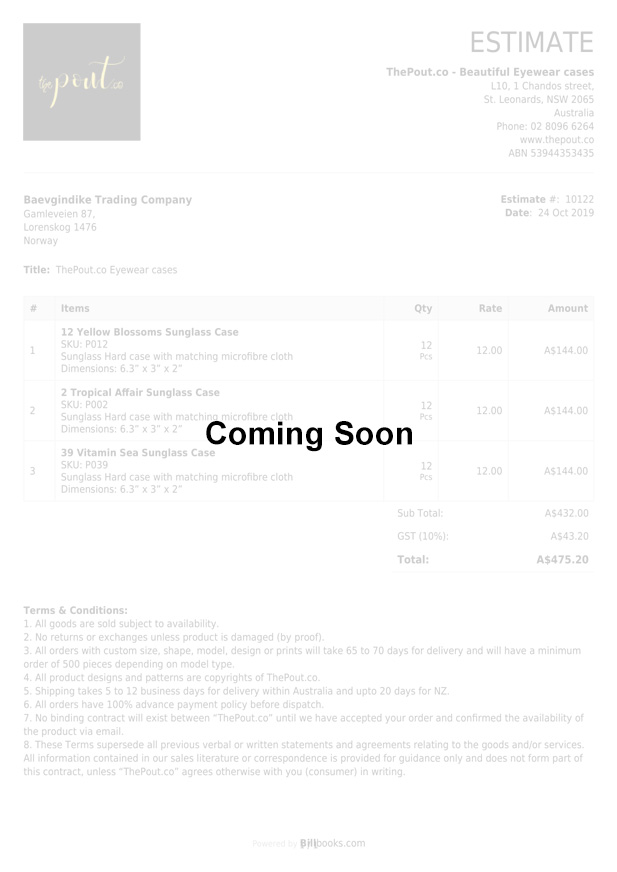 the pout.co
ESTIMATE
ThePout.co - Beautiful Eyewear cases
L10, 1 Chandos street,
St. Leonards, NSW 2065
Australia
Phone: 02 8096 6264
www.thepout.co
ABN 53944353435
Baevgindike Trading Company
Gamleveien 87,
Lorenskog 1476
Norway
Estimate #: 10122
Date: 24 Oct 2019
Title: ThePout.co Eyewear cases
# Items Qty Rate Amount
12 Yellow Blossoms Sunglass Case
SKU: P012
1 12 Pcs 12.00 A$144.00
Sunglass Hard case with matching microfibre cloth
Dimensions: 6.3” x 3” x 2”
2 Tropical Affair Sunglass Case
SKU: P002
2 12 Pcs 12.00 A$144.00
Sunglass Hard case with matching microfibre cloth
Dimensions: 6.3” x 3” x 2”
Coming Soon
39 Vitamin Sea Sunglass Case
SKU: P039
3 12 Pcs 12.00 A$144.00
Sunglass Hard case with matching microfibre cloth
Dimensions: 6.3” x 3” x 2”
Sub Total: A$432.00
GST (10%): A$43.20
Total: A$475.20
Terms & Conditions:
1. All goods are sold subject to availability.
2. No returns or exchanges unless product is damaged (by proof).
3. All orders with custom size, shape, model, design or prints will take 65 to 70 days for delivery and will have a minimum
order of 500 pieces depending on model type.
4. All product designs and patterns are copyrights of ThePout.co.
5. Shipping takes 5 to 12 business days for delivery within Australia and upto 20 days for NZ.
6. All orders have 100% advance payment policy before dispatch.
7. No binding contract will exist between “ThePout.co” until we have accepted your order and confirmed the availability of
the product via email.
8. These Terms supersede all previous verbal or written statements and agreements relating to the goods and/or services.
All information contained in our sales literature or correspondence is provided for guidance only and does not form part of
this contract, unless “ThePout.co” agrees otherwise with you (consumer) in writing.
Powered by Billbooks.com